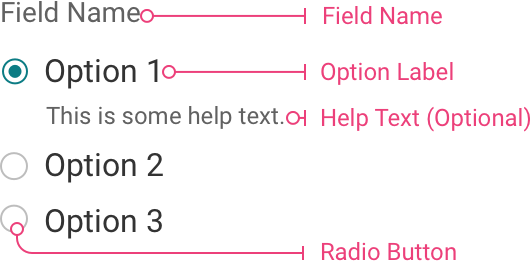 Field Name Field Name
Option 1 Option Label
This is some help text. Help Text (Optional)
Option 2
Option 3
Radio Button